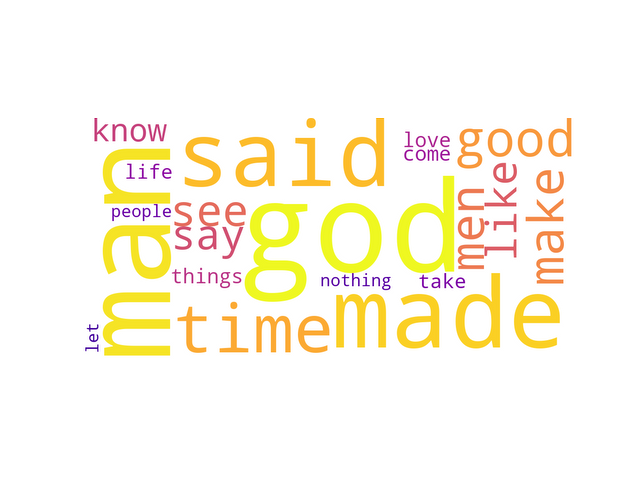 know
said
love
come
good
man
life
people
see
say
god
men
like
make
things
nothing
take
let
time
made